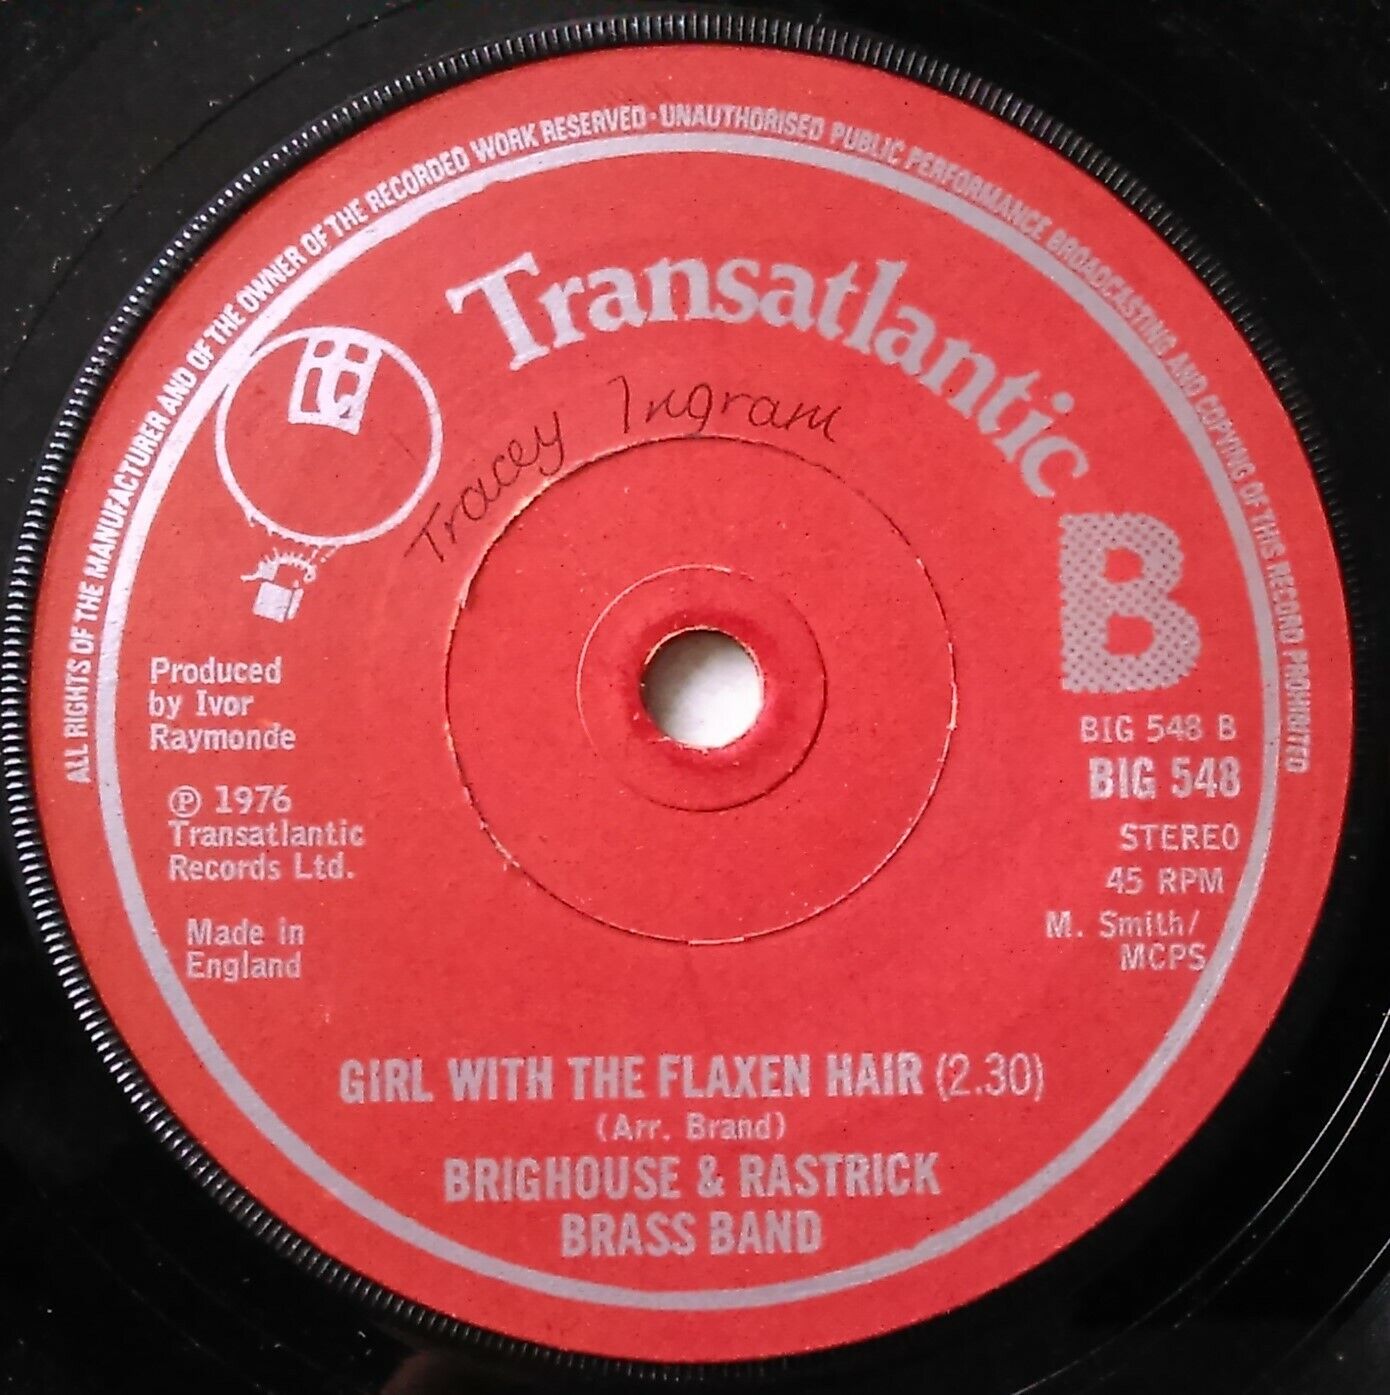 ALL RIGHTS OF THE MANUFACTURER AND OF THE OWNER OF THE RECORDED WORK RESERVED · UNAUTHORISED PUBLIC PERFORMANCE BROADCASTING AND COPYING OF THIS RECORD PROHIBITED
Transatlantic
Tracey Ingram
B
Produced
by Ivor
Raymonde
℗ 1976
Transatlantic
Records Ltd.
Made in
England
BIG 548 B
BIG 548
STEREO
45 RPM
M. Smith/
MCPS
GIRL WITH THE FLAXEN HAIR (2.30)
(Arr. Brand)
BRIGHOUSE & RASTRICK
BRASS BAND